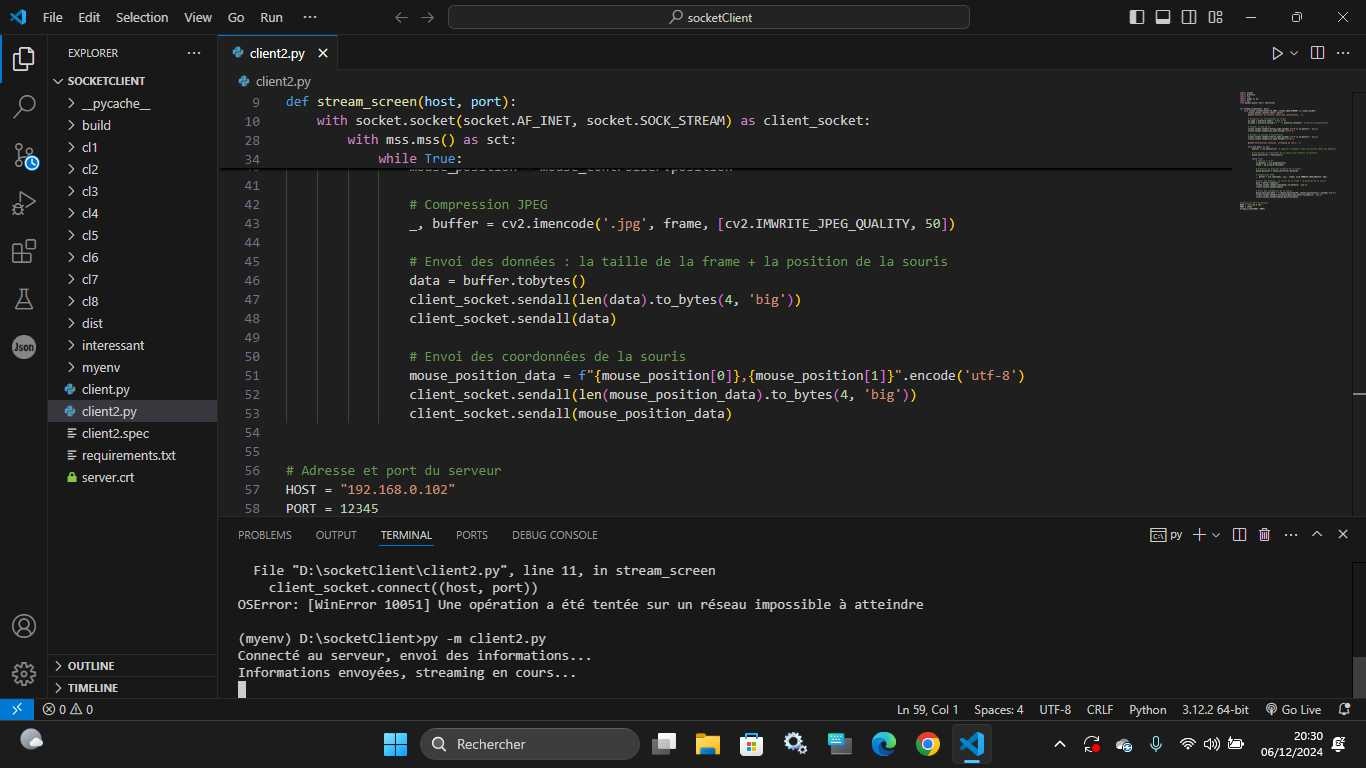 File Edit Selection View Go Run ··· socketClient
EXPLORER ···
SOCKETCLIENT
__pycache__
build
cl1
cl2
cl3
cl4
cl5
cl6
cl7
cl8
dist
interessant
myenv
client.py
client2.py
client2.spec
requirements.txt
server.crt
OUTLINE
TIMELINE
Json
client2.py
client2.py
9 def stream_screen(host, port):
10 with socket.socket(socket.AF_INET, socket.SOCK_STREAM) as client_socket:
28 with mss.mss() as sct:
34 while True:
41
42 # Compression JPEG
43 _, buffer = cv2.imencode('.jpg', frame, [cv2.IMWRITE_JPEG_QUALITY, 50])
44
45 # Envoi des données : la taille de la frame + la position de la souris
46 data = buffer.tobytes()
47 client_socket.sendall(len(data).to_bytes(4, 'big'))
48 client_socket.sendall(data)
49
50 # Envoi des coordonnées de la souris
51 mouse_position_data = f"{mouse_position[0]},{mouse_position[1]}".encode('utf-8')
52 client_socket.sendall(len(mouse_position_data).to_bytes(4, 'big'))
53 client_socket.sendall(mouse_position_data)
54
55
56 # Adresse et port du serveur
57 HOST = "192.168.0.102"
58 PORT = 12345
PROBLEMS OUTPUT TERMINAL PORTS DEBUG CONSOLE py
File "D:\socketClient\client2.py", line 11, in stream_screen
client_socket.connect((host, port))
OSError: [WinError 10051] Une opération a été tentée sur un réseau impossible à atteindre
(myenv) D:\socketClient>py -m client2.py
Connecté au serveur, envoi des informations...
Informations envoyées, streaming en cours...
0 0 Ln 59, Col 1 Spaces: 4 UTF-8 CRLF Python 3.12.2 64-bit Go Live
Rechercher
20:30
06/12/2024